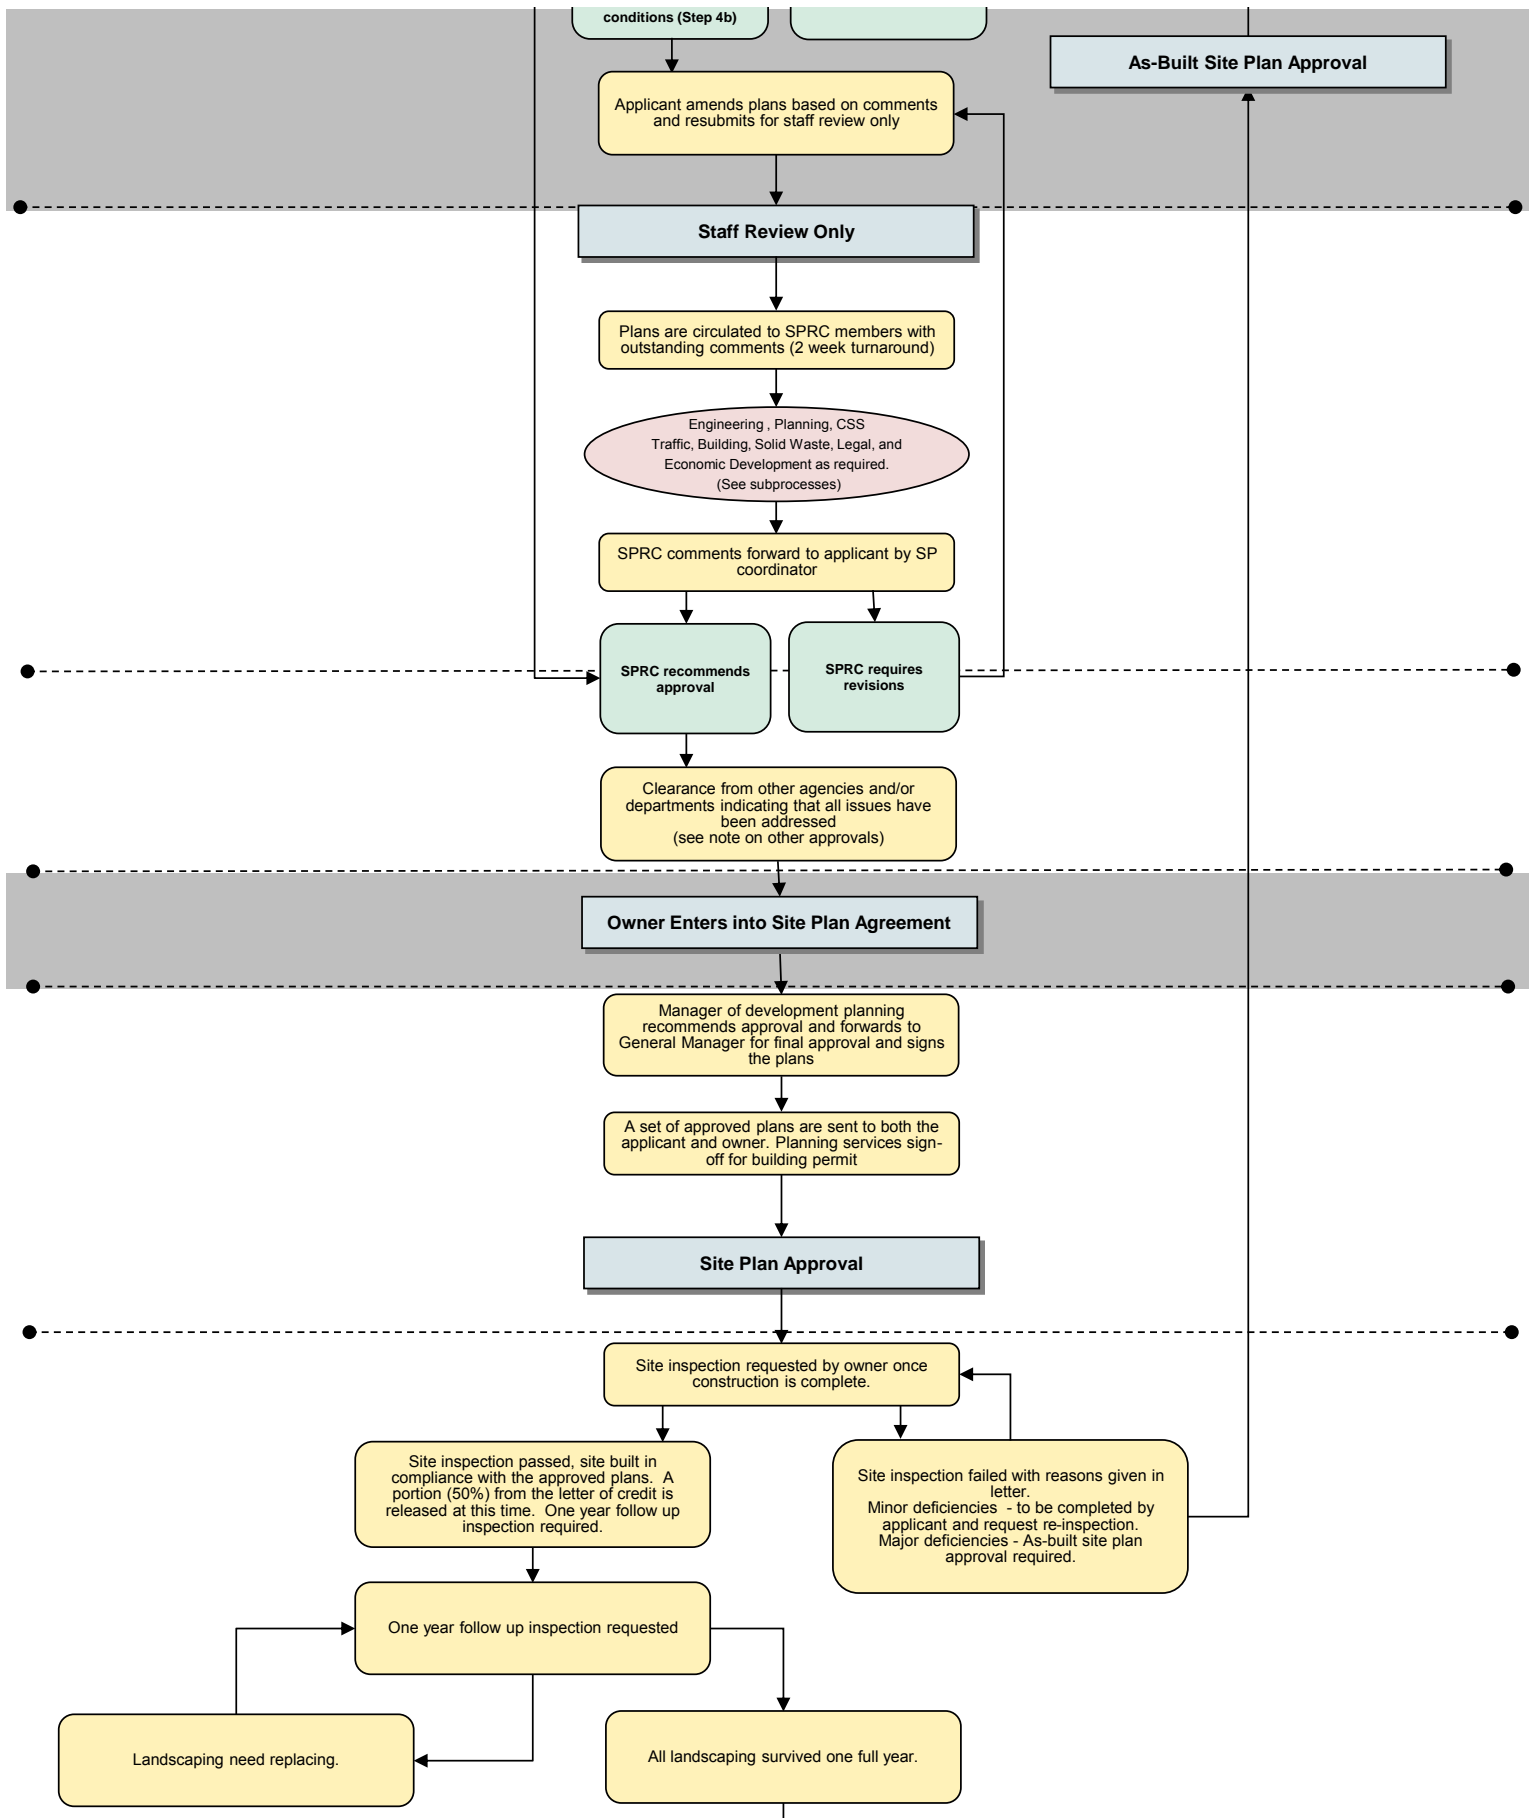 conditions (Step 4b)
As-Built Site Plan Approval
Applicant amends plans based on comments
and resubmits for staff review only
Staff Review Only
Plans are circulated to SPRC members with
outstanding comments (2 week turnaround)
Engineering , Planning, CSS
Traffic, Building, Solid Waste, Legal, and
Economic Development as required.
(See subprocesses)
SPRC comments forward to applicant by SP
coordinator
SPRC recommends
approval
SPRC requires
revisions
Clearance from other agencies and/or
departments indicating that all issues have
been addressed
(see note on other approvals)
Owner Enters into Site Plan Agreement
Manager of development planning
recommends approval and forwards to
General Manager for final approval and signs
the plans
A set of approved plans are sent to both the
applicant and owner. Planning services sign-
off for building permit
Site Plan Approval
Site inspection requested by owner once
construction is complete.
Site inspection passed, site built in
compliance with the approved plans.  A
portion (50%) from the letter of credit is
released at this time.  One year follow up
inspection required.
Site inspection failed with reasons given in
letter.
Minor deficiencies  - to be completed by
applicant and request re-inspection.
Major deficiencies - As-built site plan
approval required.
One year follow up inspection requested
Landscaping need replacing.
All landscaping survived one full year.